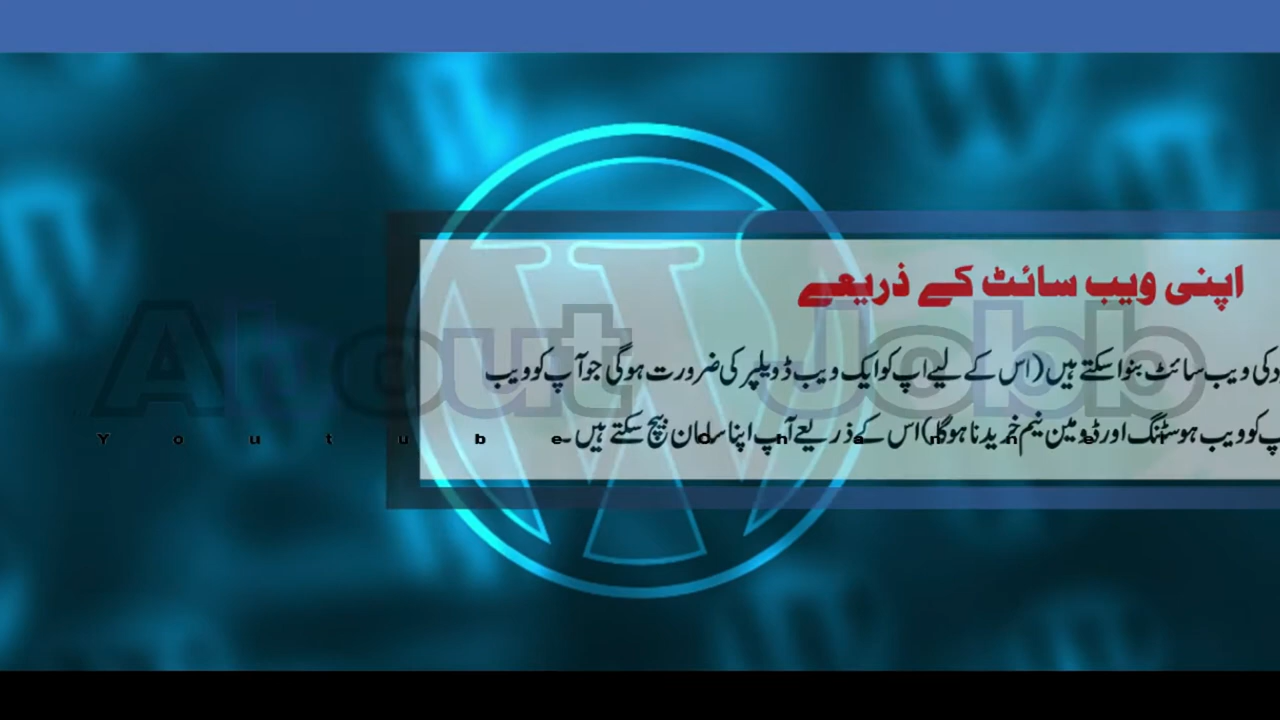 اپنی ویب سائٹ کے ذریعے
About Jobb
کی ویب سائٹ بنوا سکتے ہیں (اس کے لیے اپ کو ایک ویب ڈویلپر کی ضرورت ہوگی جو آپ کو ویب
کو ویب ہوسٹنگ اور ڈومین نیم خریدنا ہوگا) اس کے ذریعے آپ اپنا سامان بیچ سکتے ہیں ۔
Youtube Channel